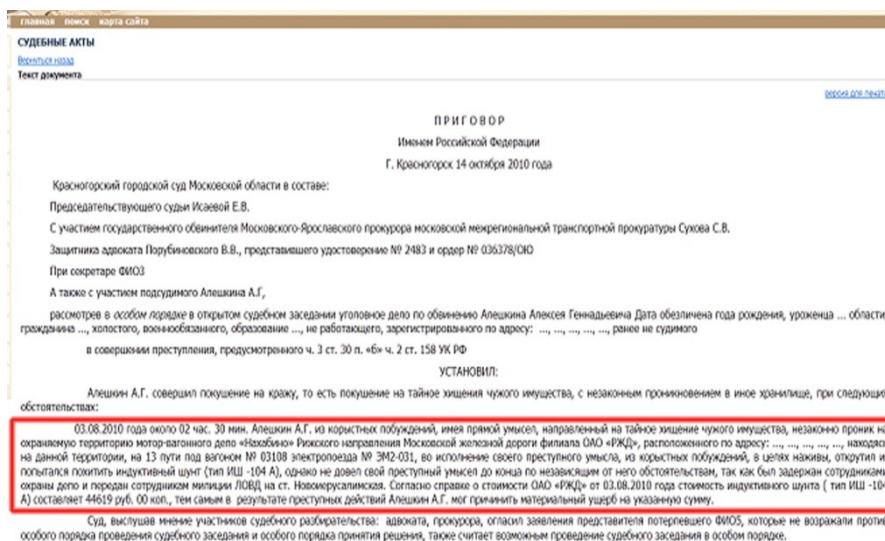 главная поиск карта сайта
СУДЕБНЫЕ АКТЫ
Вернуться назад
Текст документа
версия для печати
ПРИГОВОР
Именем Российской Федерации
Г. Красногорск 14 октября 2010 года
Красногорский городской суд Московской области в составе:
Председательствующего судьи Исаевой Е.В.
С участием государственного обвинителя Московского-Ярославского прокурора московской межрегиональной транспортной прокуратуры Сухова С.В.
Защитника адвоката Порубиновского В.В., представившего удостоверение № 2483 и ордер № 036378/ОЮ
При секретаре ФИО3
А также с участием подсудимого Алешкина А.Г,
рассмотрев в особом порядке в открытом судебном заседании уголовное дело по обвинению Алешкина Алексея Геннадьевича Дата обезличена года рождения, уроженца ... области
гражданина ..., холостого, военнообязанного, образование ..., не работающего, зарегистрированного по адресу: ..., ..., ..., ..., ..., ранее не судимого
в совершении преступления, предусмотренного ч. 3 ст. 30 п. «б» ч. 2 ст. 158 УК РФ
УСТАНОВИЛ:
Алешкин А.Г. совершил покушение на кражу, то есть покушение на тайное хищения чужого имущества, с незаконным проникновением в иное хранилище, при следующи
обстоятельствах:
03.08.2010 года около 02 час. 30 мин. Алешкин А.Г. из корыстных побуждений, имея прямой умысел, направленный на тайное хищение чужого имущества, незаконно проник на
охраняемую территорию мотор-вагонного депо «Нахабино» Рижского направления Московской железной дороги филиала ОАО «РЖД», расположенного по адресу: ..., ..., ..., ..., ..., находяс
на данной территории, на 13 пути под вагоном № 03108 электропоезда № ЭМ2-031, во исполнение своего преступного умысла, из корыстных побуждений, в целях наживы, открутил и
попытался похитить индуктивный шунт (тип ИШ -104 А), однако не довел свой преступный умысел до конца по независящим от него обстоятельствам, так как был задержан сотрудникам
охраны депо и передан сотрудникам милиции ЛОВД на ст. Новоиерусалимская. Согласно справке о стоимости ОАО «РЖД» от 03.08.2010 года стоимость индуктивного шунта ( тип ИШ -104
А) составляет 44619 руб. 00 коп., тем самым в результате преступных действий Алешкин А.Г. мог причинить материальный ущерб на указанную сумму.
Суд, выслушав мнение участников судебного разбирательства: адвоката, прокурора, огласил заявления представителя потерпевшего ФИО5, которые не возражали против
особого порядка проведения судебного заседания и особого порядка принятия решения, также считает возможным проведение судебного заседания в особом порядке.